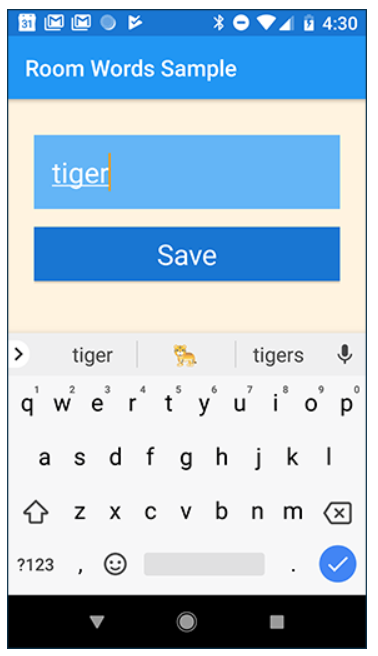 31 4:30
Room Words Sample
tiger
Save
tiger 🐅 tigers
1 2 3 4 5 6 7 8 9 0
q w e r t y u i o p
a s d f g h j k l
z x c v b n m
?123 , .